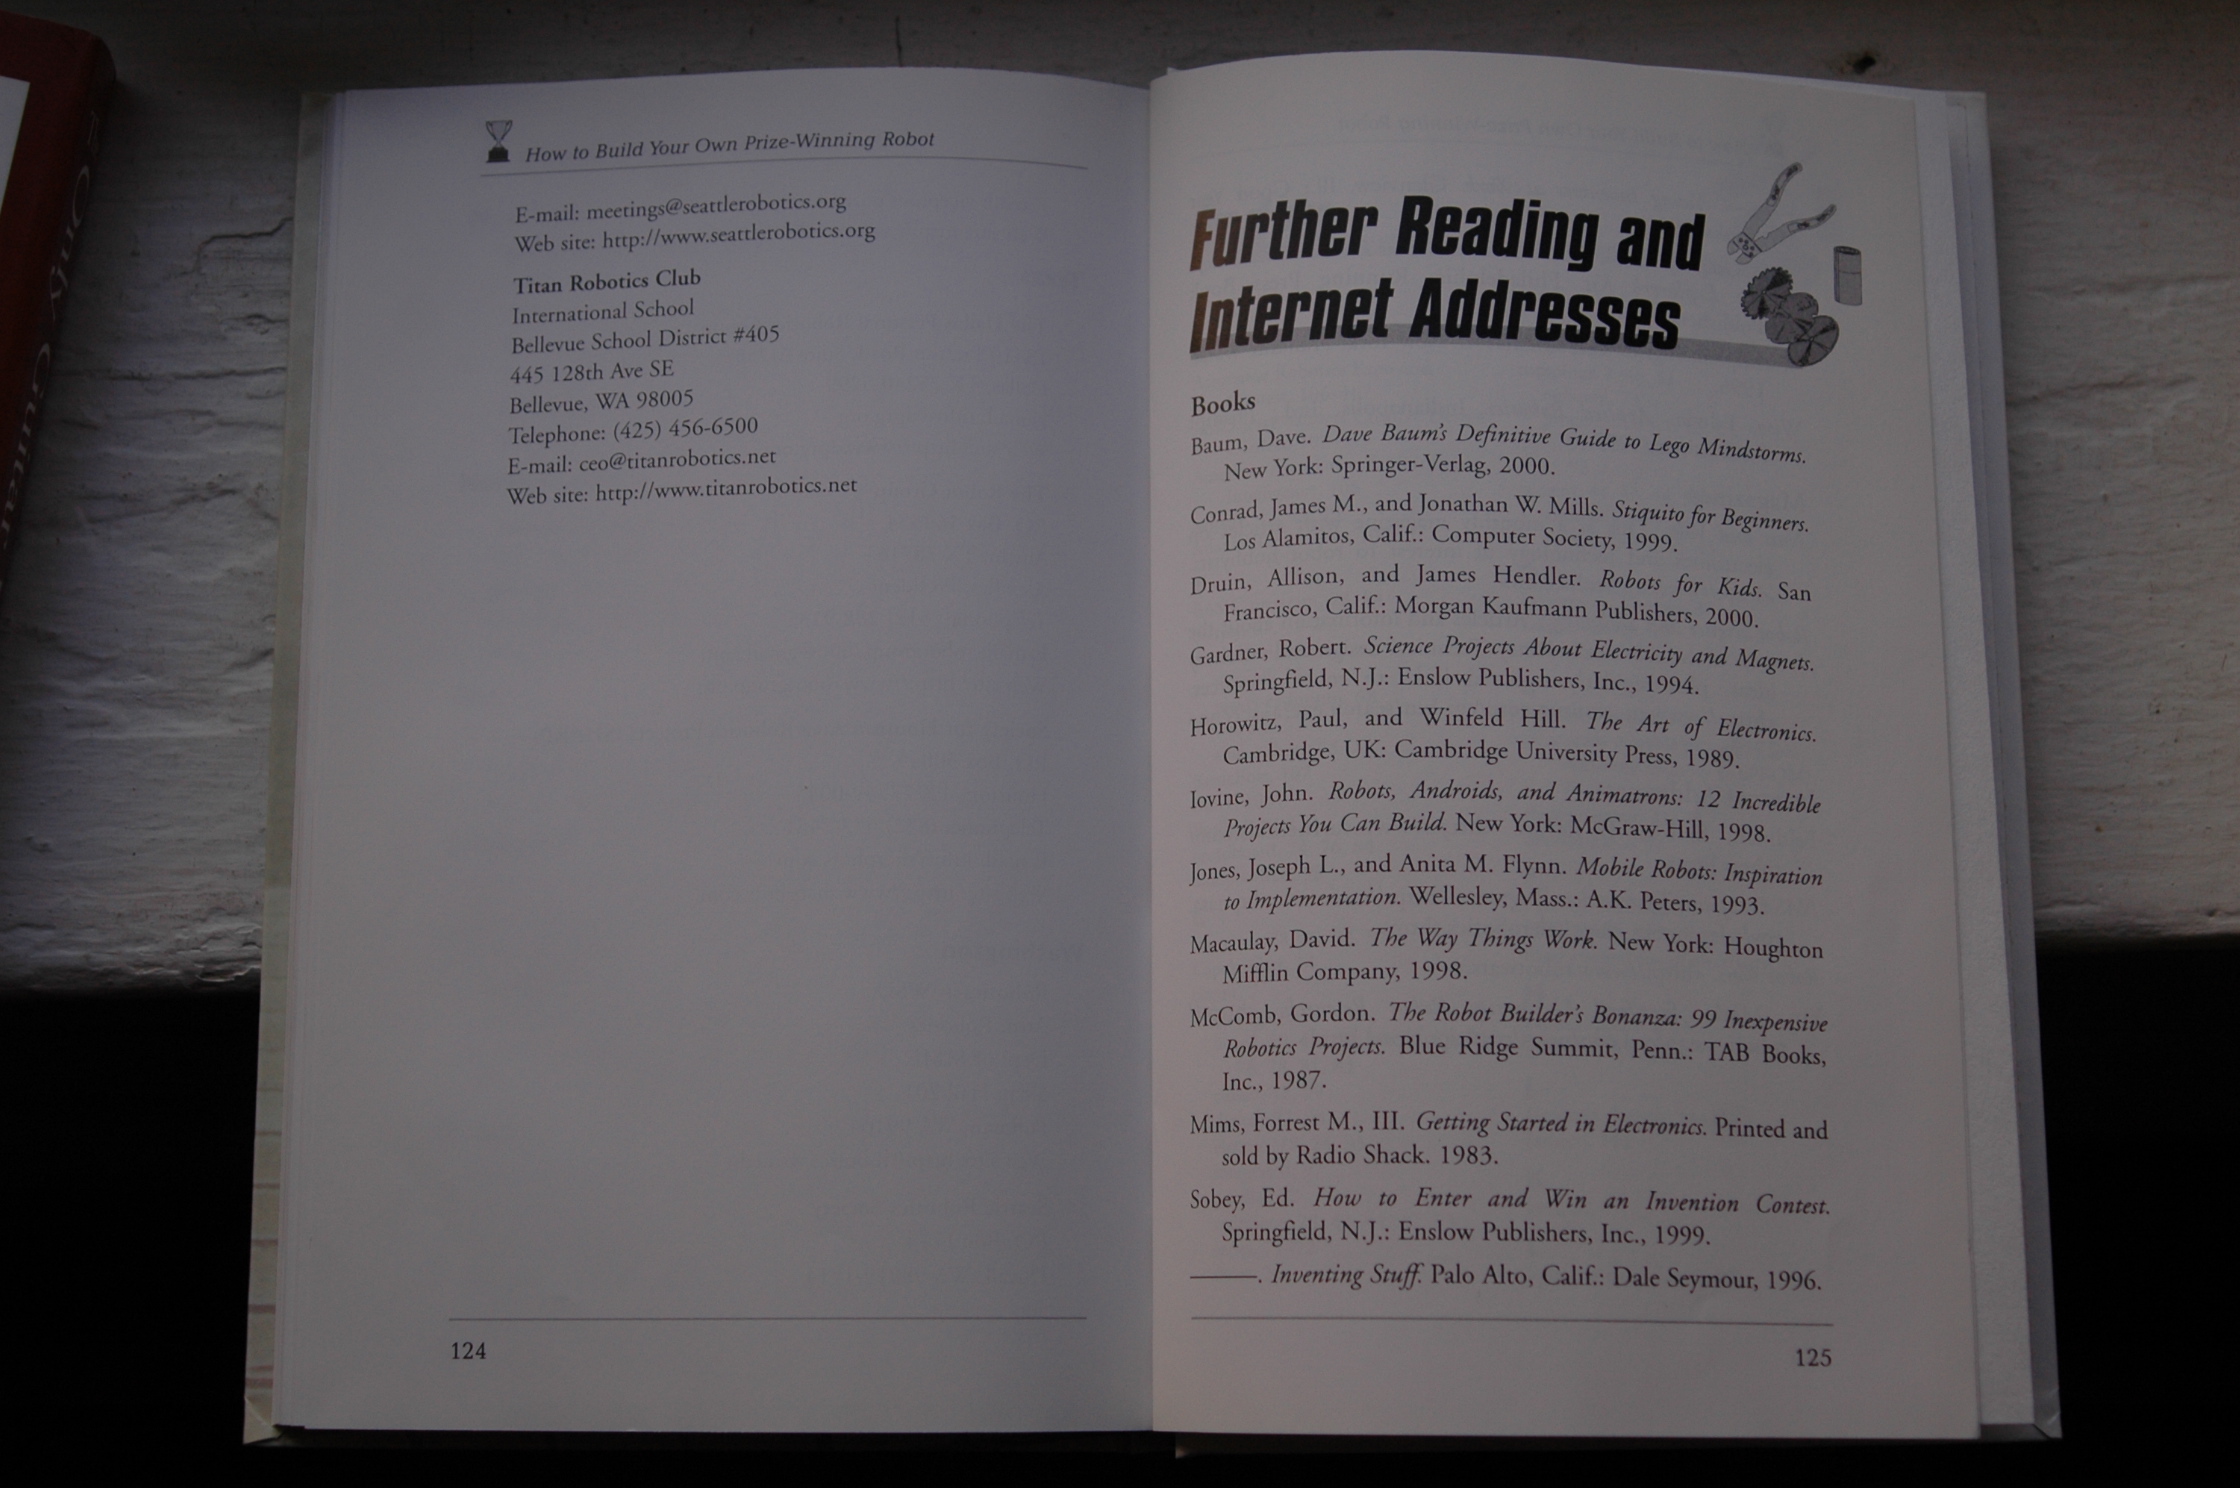 How to Build Your Own Prize-Winning Robot
E-mail: meetings@seattlerobotics.org
Web site: http://www.seattlerobotics.org
Titan Robotics Club
International School
Bellevue School District #405
445 128th Ave SE
Bellevue, WA 98005
Telephone: (425) 456-6500
E-mail: ceo@titanrobotics.net
Web site: http://www.titanrobotics.net
124
Further Reading and
Internet Addresses
Books
Baum, Dave. Dave Baum's Definitive Guide to Lego Mindstorms.
New York: Springer-Verlag, 2000.
Conrad, James M., and Jonathan W. Mills. Stiquito for Beginners.
Los Alamitos, Calif.: Computer Society, 1999.
Druin, Allison, and James Hendler. Robots for Kids. San
Francisco, Calif.: Morgan Kaufmann Publishers, 2000.
Gardner, Robert. Science Projects About Electricity and Magnets.
Springfield, N.J.: Enslow Publishers, Inc., 1994.
Horowitz, Paul, and Winfeld Hill. The Art of Electronics.
Cambridge, UK: Cambridge University Press, 1989.
Iovine, John. Robots, Androids, and Animatrons: 12 Incredible
Projects You Can Build. New York: McGraw-Hill, 1998.
Jones, Joseph L., and Anita M. Flynn. Mobile Robots: Inspiration
to Implementation. Wellesley, Mass.: A.K. Peters, 1993.
Macaulay, David. The Way Things Work. New York: Houghton
Mifflin Company, 1998.
McComb, Gordon. The Robot Builder's Bonanza: 99 Inexpensive
Robotics Projects. Blue Ridge Summit, Penn.: TAB Books,
Inc., 1987.
Mims, Forrest M., III. Getting Started in Electronics. Printed and
sold by Radio Shack. 1983.
Sobey, Ed. How to Enter and Win an Invention Contest.
Springfield, N.J.: Enslow Publishers, Inc., 1999.
———. Inventing Stuff. Palo Alto, Calif.: Dale Seymour, 1996.
125
Only Guitar